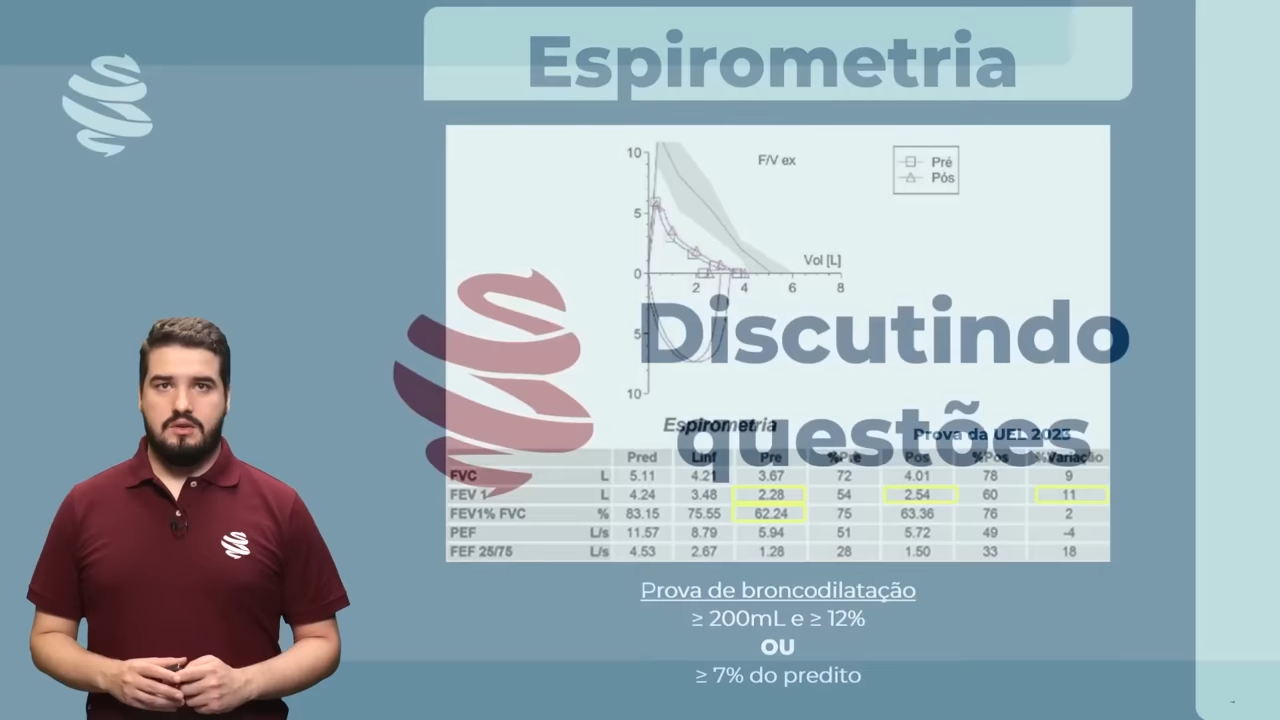 Espirometria
10
F/V ex
Pré
Pós
5
Vol [L]
0
2 4 6 8
5
10
Discutindo
questões
Espirometria
Prova da UEL 2023
Pred Linf Pre %Pre Pos %Pos %Variação
FVC L 5.11 4.21 3.67 72 4.01 78 9
FEV 1 L 4.24 3.48 2.28 54 2.54 60 11
FEV1% FVC % 83.15 75.55 62.24 75 63.36 76 2
PEF L/s 11.57 8.79 5.94 51 5.72 49 -4
FEF 25/75 L/s 4.53 2.67 1.28 28 1.50 33 18
Prova de broncodilatação
≥ 200mL e ≥ 12%
OU
≥ 7% do predito